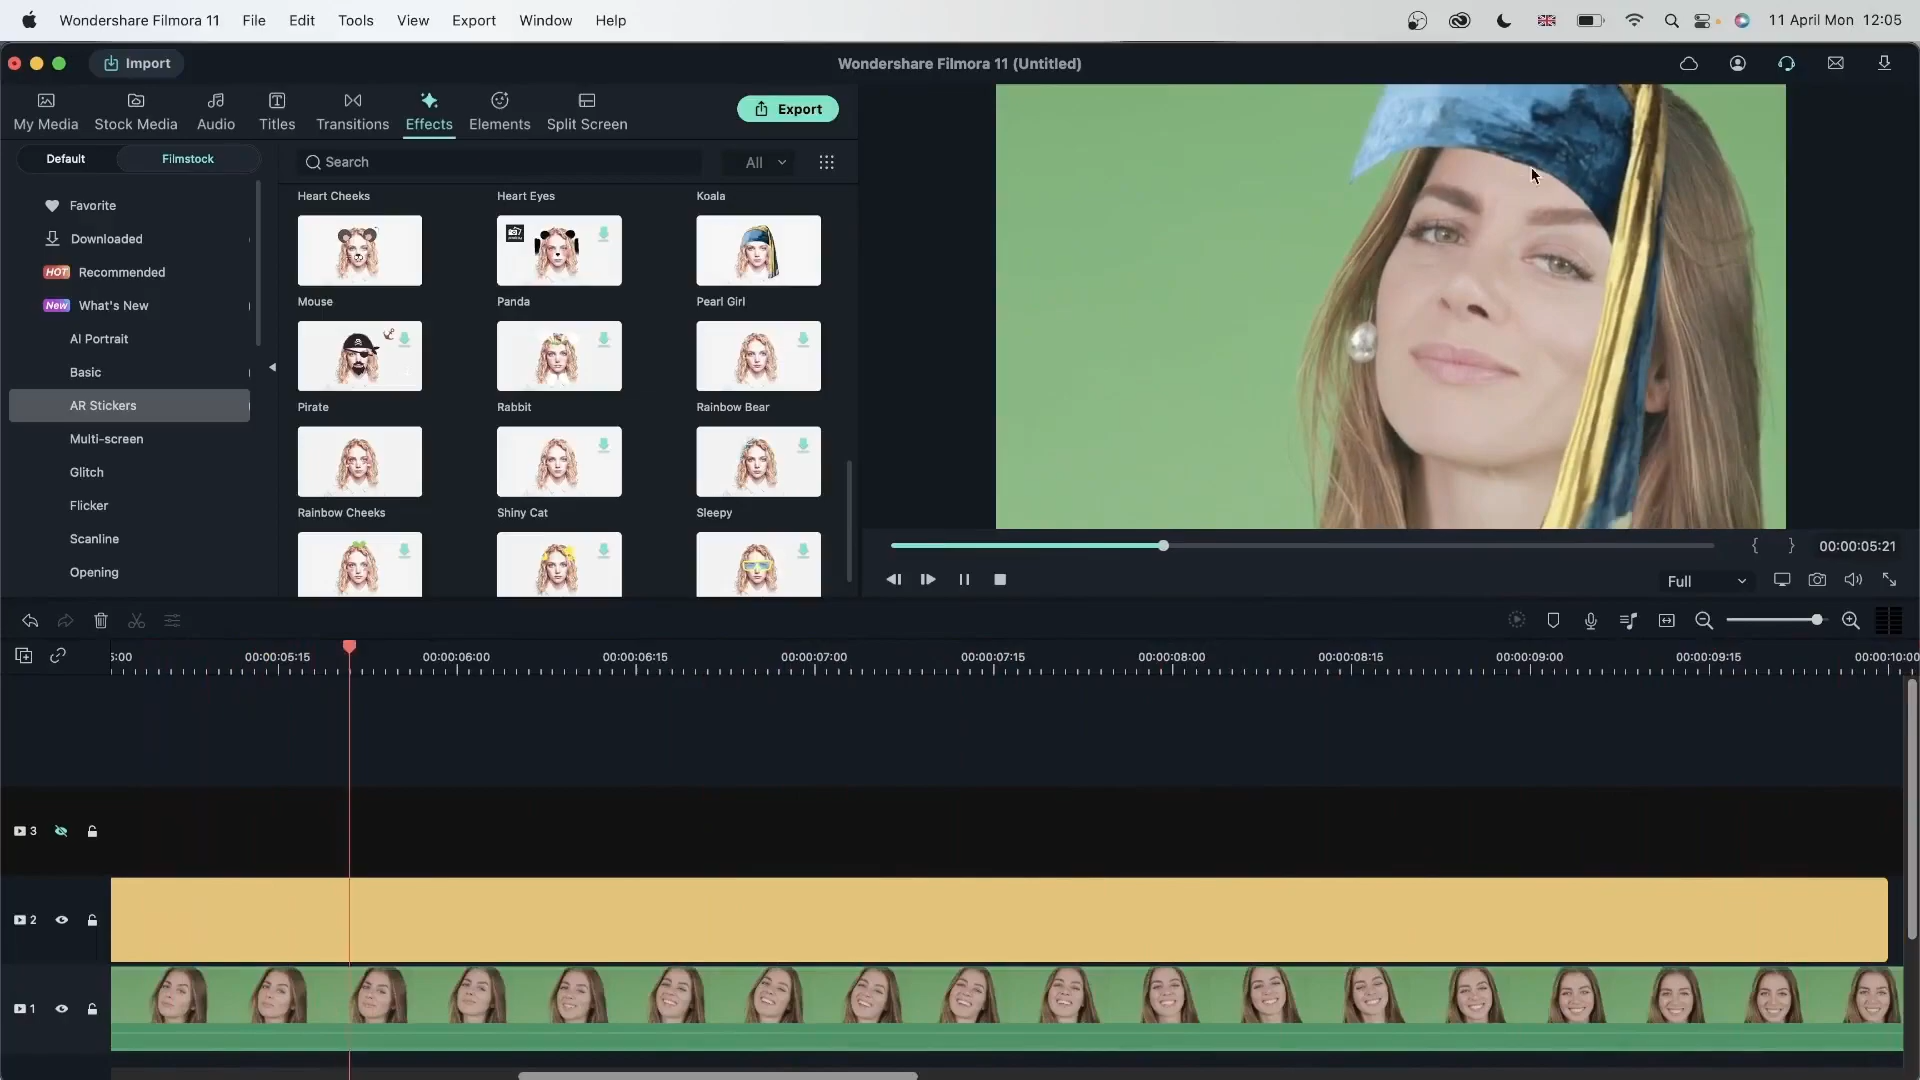 Wondershare Filmora 11 File Edit Tools View Export Window Help 11 April Mon 12:05
Import Wondershare Filmora 11 (Untitled)
My Media Stock Media Audio Titles Transitions Effects Elements Split Screen Export
Default Filmstock Search All
Favorite
Downloaded
HOT Recommended
New What's New
AI Portrait
Basic
AR Stickers
Multi-screen
Glitch
Flicker
Scanline
Opening
Heart Cheeks Heart Eyes Koala
Mouse Panda Pearl Girl
Pirate Rabbit Rainbow Bear
Rainbow Cheeks Shiny Cat Sleepy
{ } 00:00:05:21
Full
5:00 00:00:05:15 00:00:06:00 00:00:06:15 00:00:07:00 00:00:07:15 00:00:08:00 00:00:08:15 00:00:09:00 00:00:09:15 00:00:10:00
3
2
1